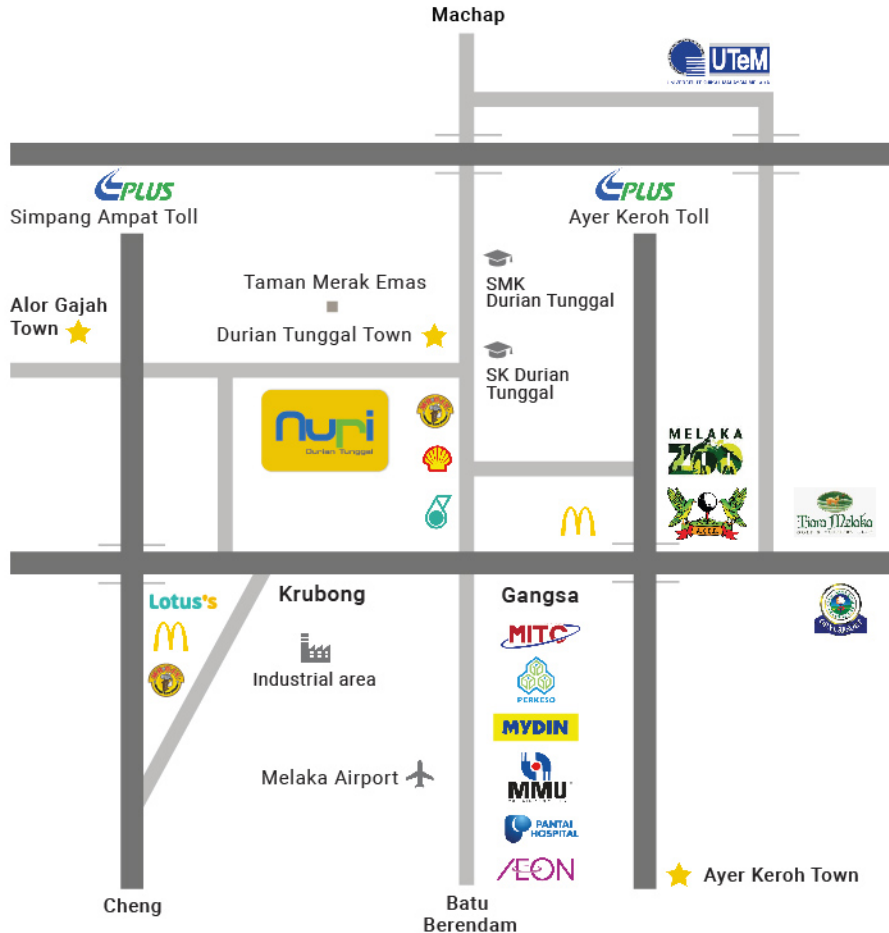 Machap
UTeM
PLUS
Simpang Ampat Toll
PLUS
Ayer Keroh Toll
SMK
Durian Tunggal
Taman Merak Emas
Alor Gajah
Town
Durian Tunggal Town
SK Durian
Tunggal
nuri
Durian Tunggal
MELAKA
ZOO
Tiara Melaka
Lotus's
Krubong
Gangsa
MITC
Industrial area
PERKESO
MYDIN
Melaka Airport
MMU
PANTAI
HOSPITAL
AEON
Ayer Keroh Town
Cheng
Batu
Berendam